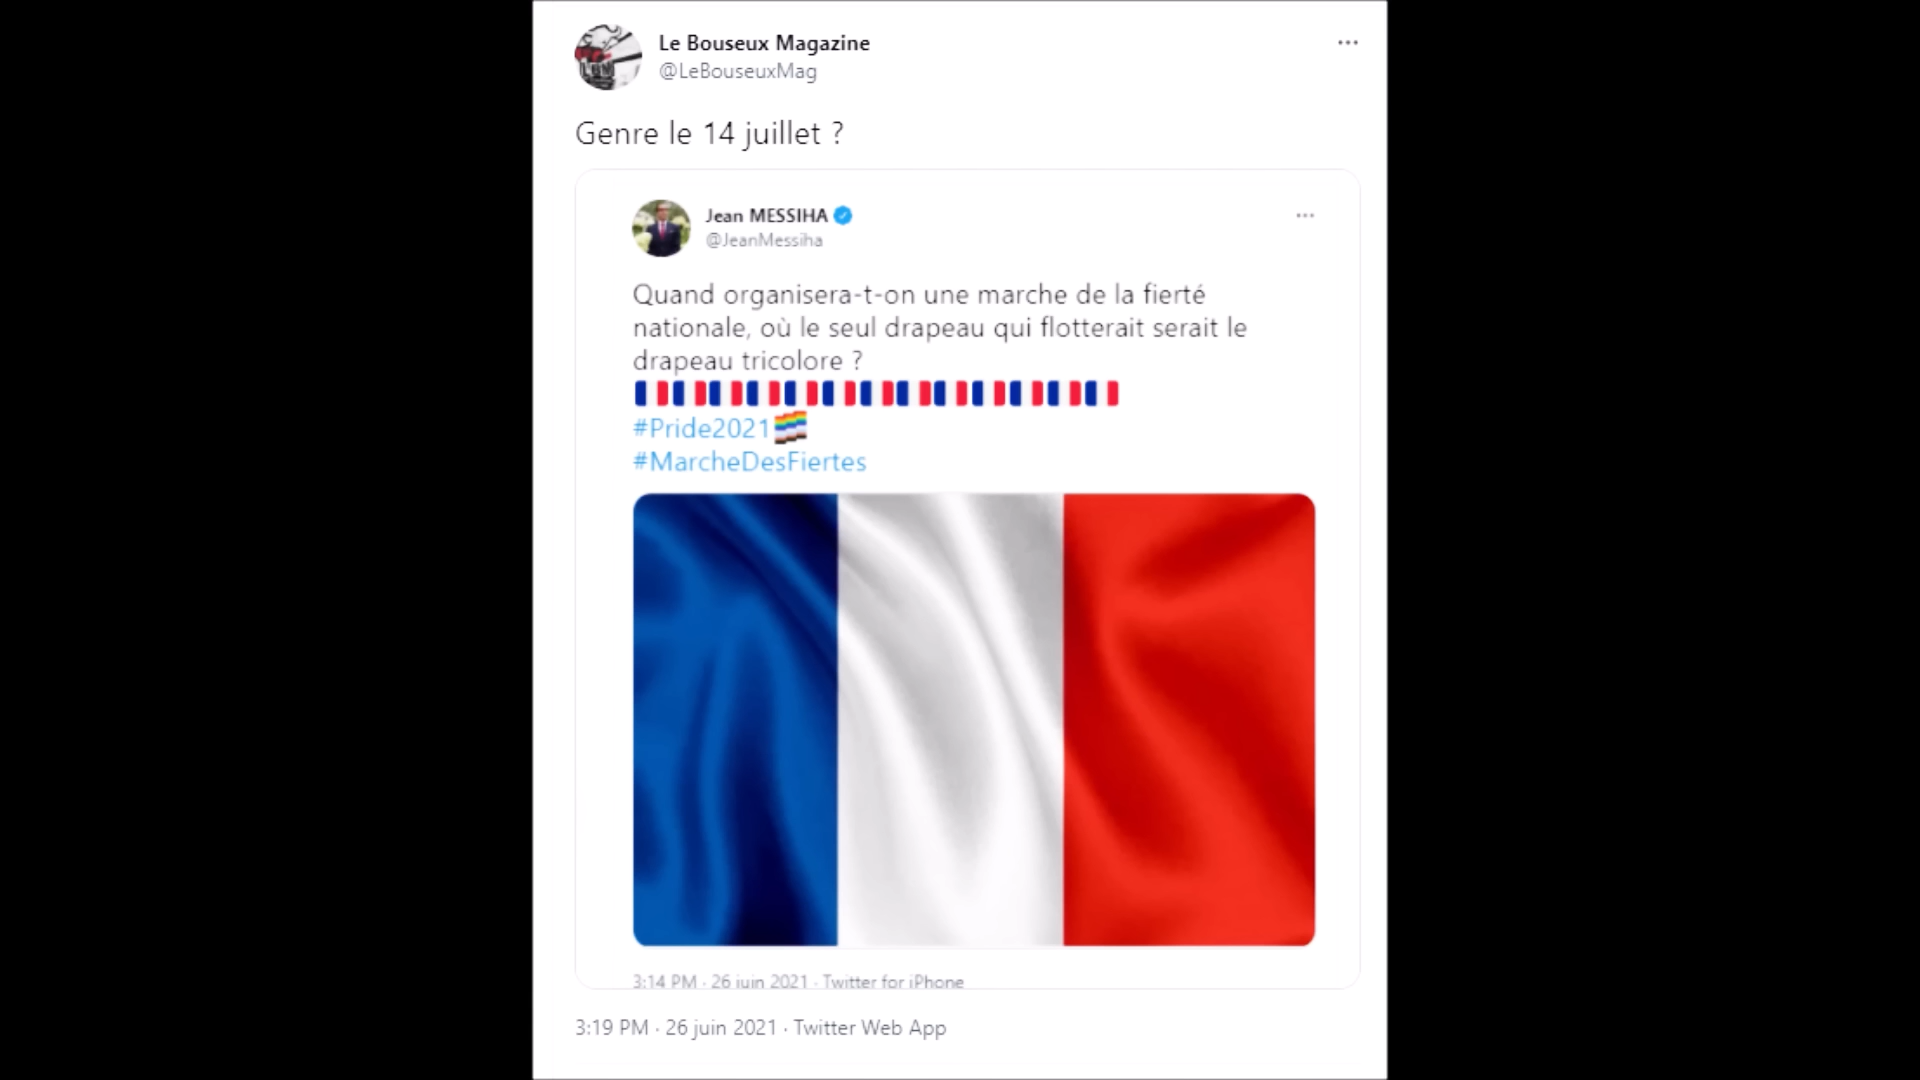 Le Bouseux Magazine
@LeBouseuxMag
Genre le 14 juillet ?
Jean MESSIHA
@JeanMessiha
Quand organisera-t-on une marche de la fierté
nationale, où le seul drapeau qui flotterait serait le
drapeau tricolore ?
#Pride2021
#MarcheDesFiertes
3:14 PM · 26 juin 2021 · Twitter for iPhone
3:19 PM · 26 juin 2021 · Twitter Web App